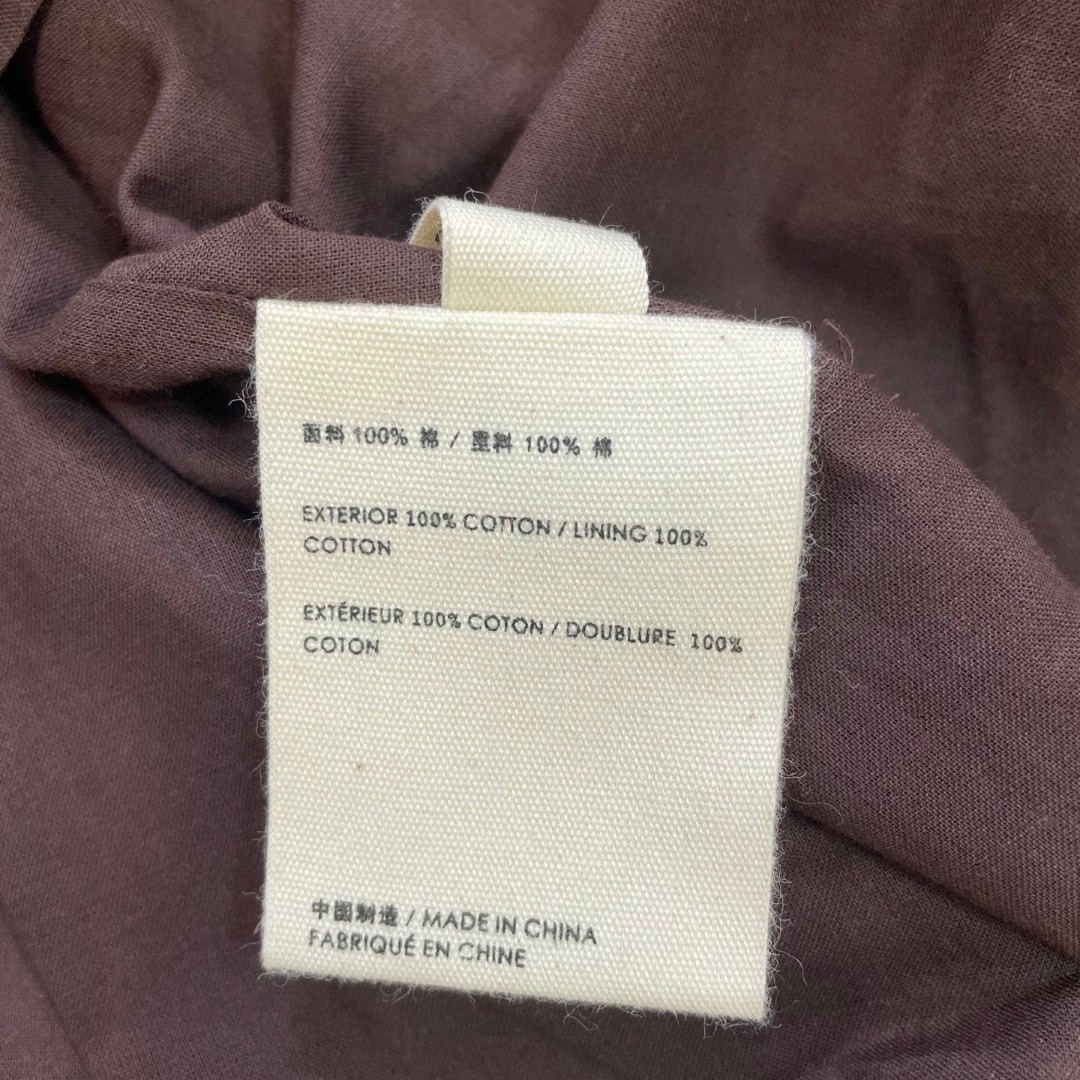 面料 100% 棉 / 里料 100% 棉
EXTERIOR 100% COTTON / LINING 100%
COTTON
EXTÉRIEUR 100% COTON / DOUBLURE 100%
COTON
中国制造 / MADE IN CHINA
FABRIQUÉ EN CHINE